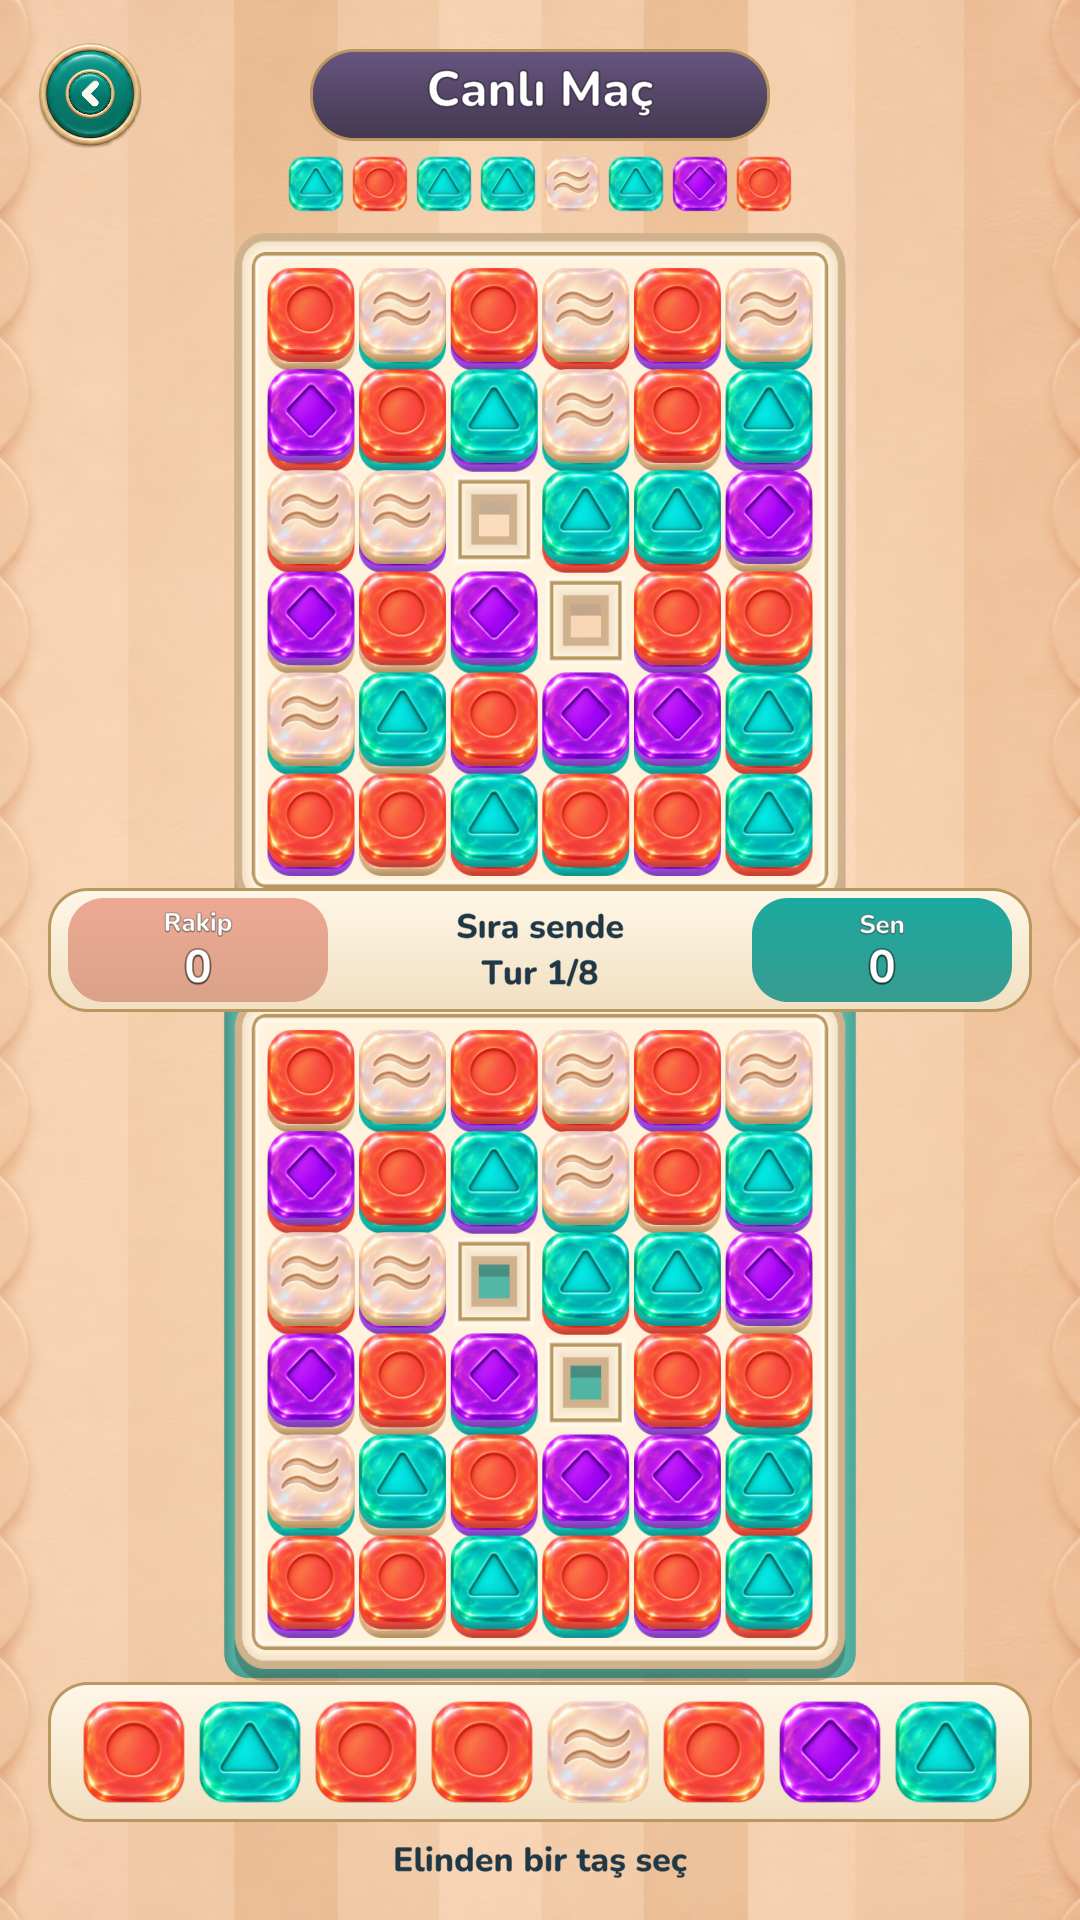 Canlı Maç
Rakip
0
Sıra sende
Tur 1/8
Sen
0
Elinden bir taş seç